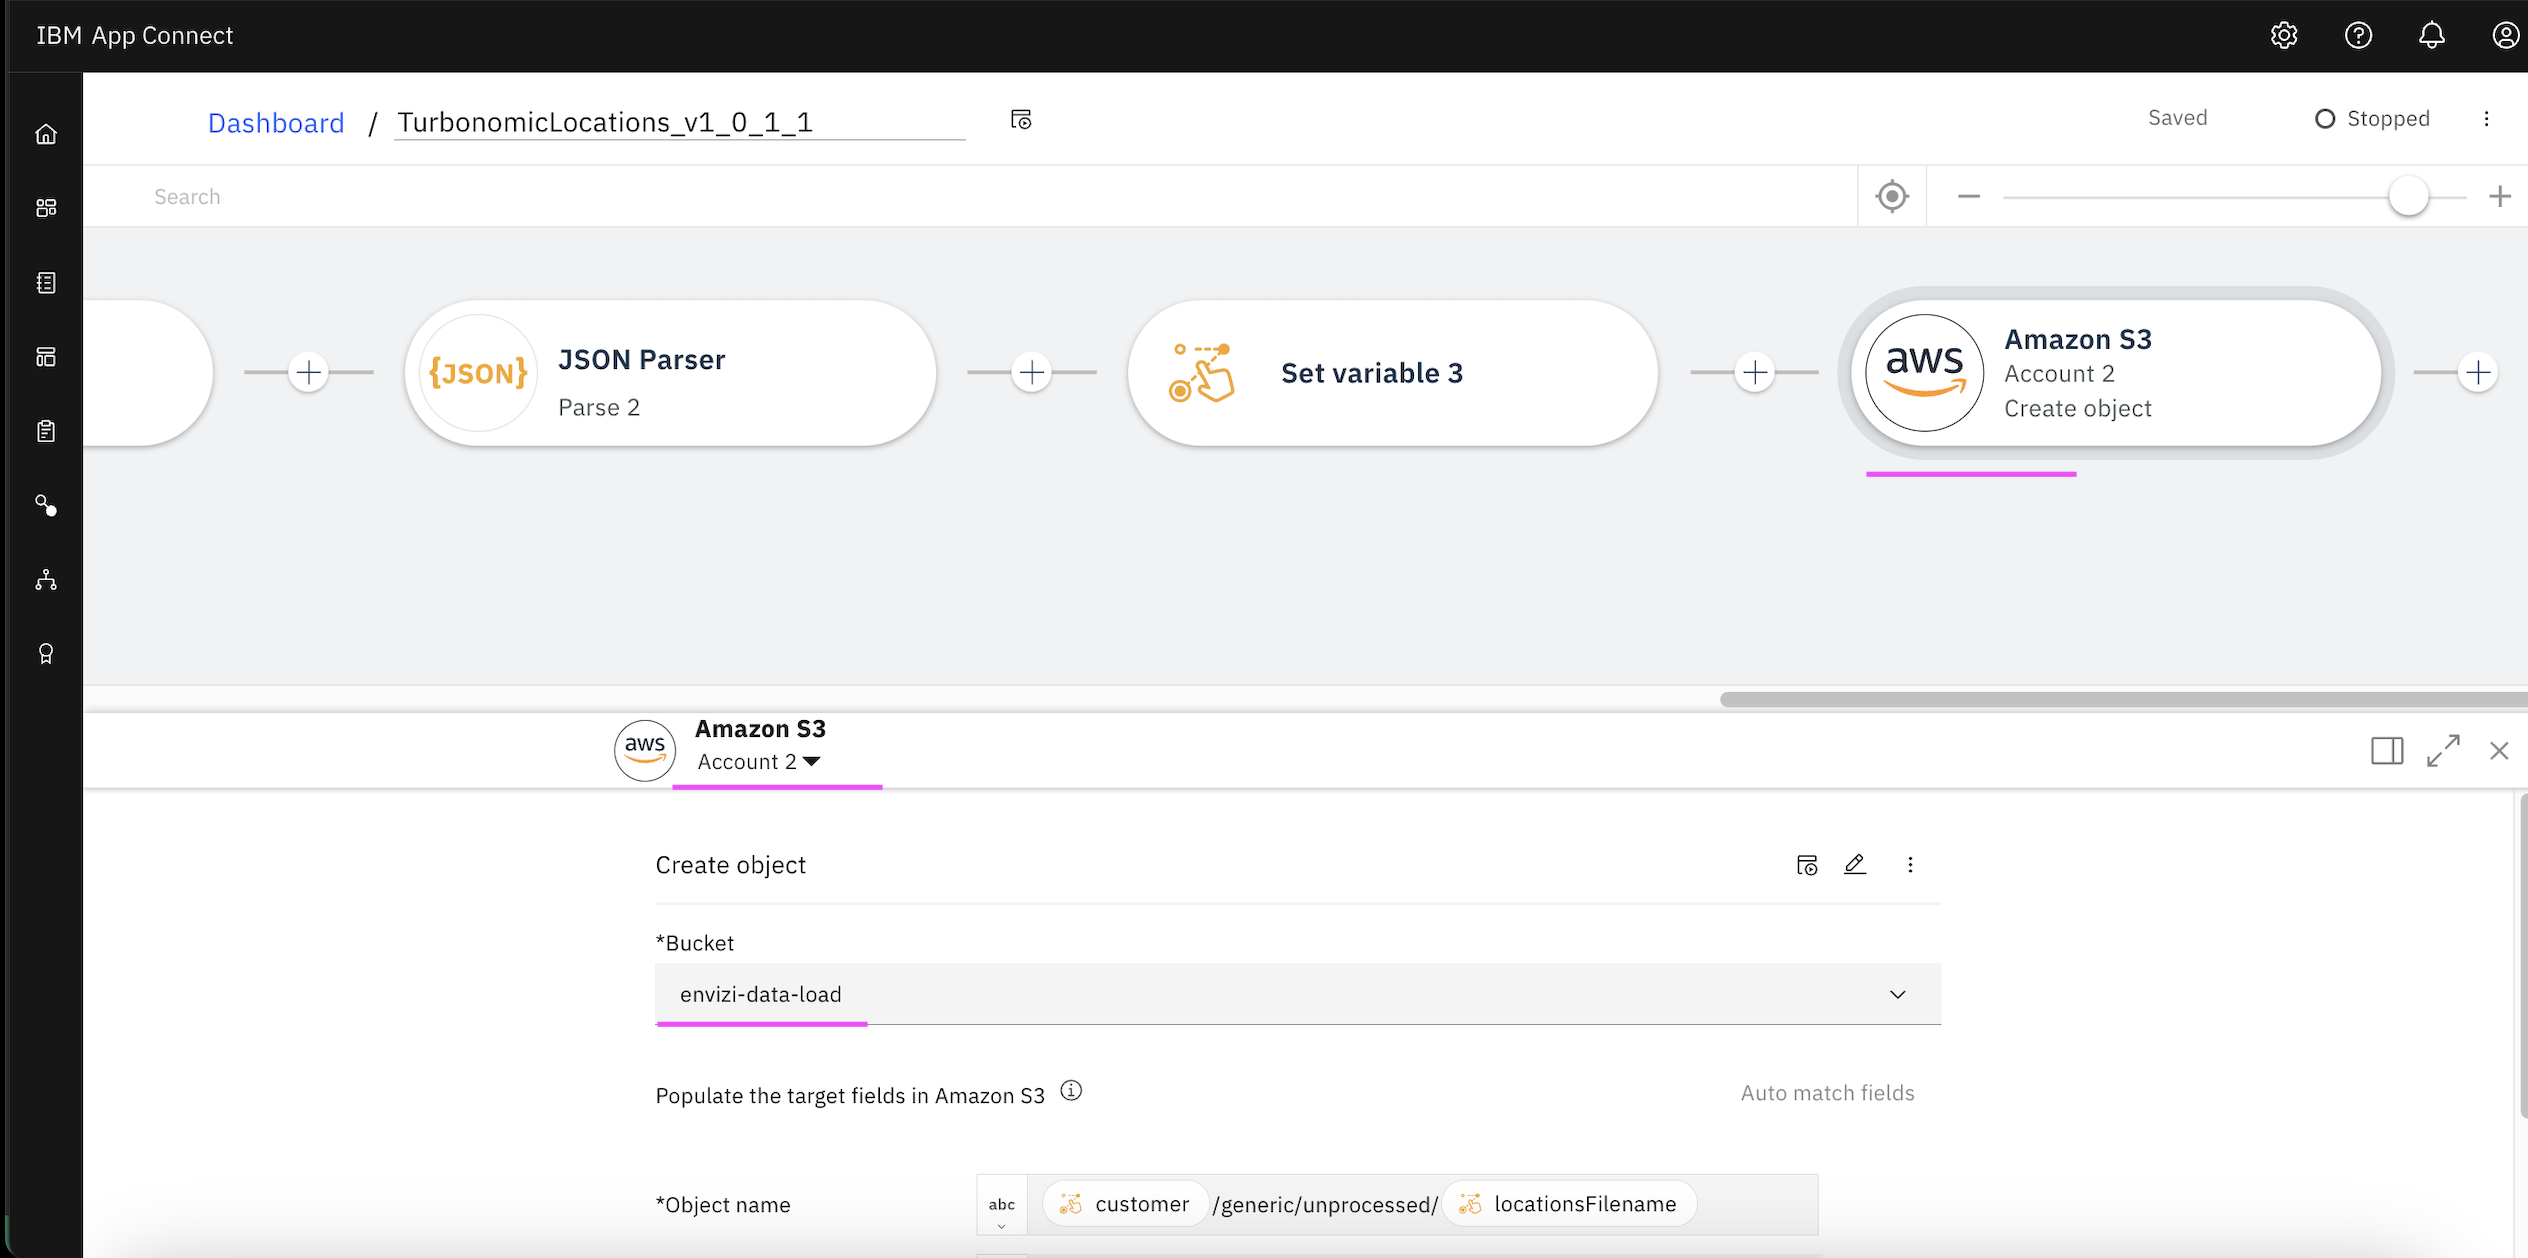 IBM App Connect
Dashboard / TurbonomicLocations_v1_0_1_1
Saved
Stopped
Search
{JSON}
JSON Parser
Parse 2
Set variable 3
aws
Amazon S3
Account 2
Create object
aws
Amazon S3
Account 2
Create object
*Bucket
envizi-data-load
Populate the target fields in Amazon S3
Auto match fields
*Object name
abc
customer /generic/unprocessed/ locationsFilename